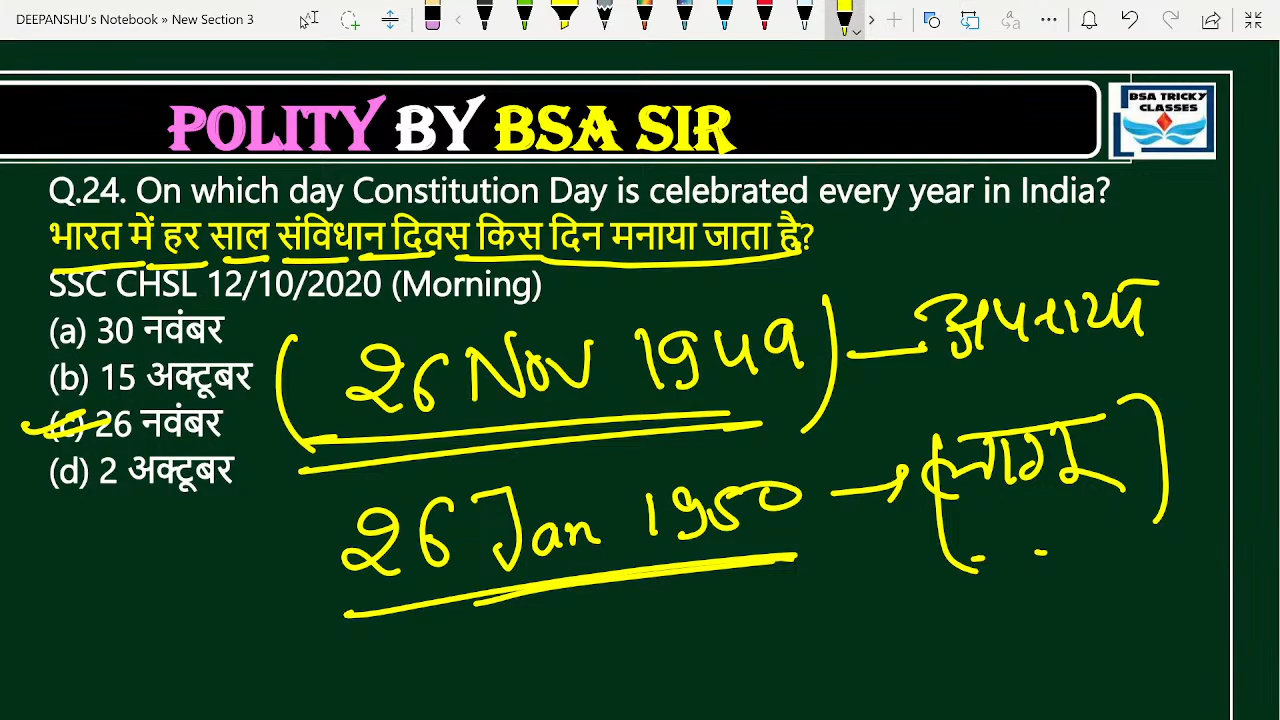 DEEPANSHU's Notebook » New Section 3
POLITY BY BSA SIR
BSA TRICKY
CLASSES
Q.24. On which day Constitution Day is celebrated every year in India?
भारत में हर साल संविधान दिवस किस दिन मनाया जाता है?
SSC CHSL 12/10/2020 (Morning)
(a) 30 नवंबर
(b) 15 अक्टूबर
(c) 26 नवंबर
(d) 2 अक्टूबर
(26 Nov 1949) — अपनाया
26 Jan 1950 → (लागू)